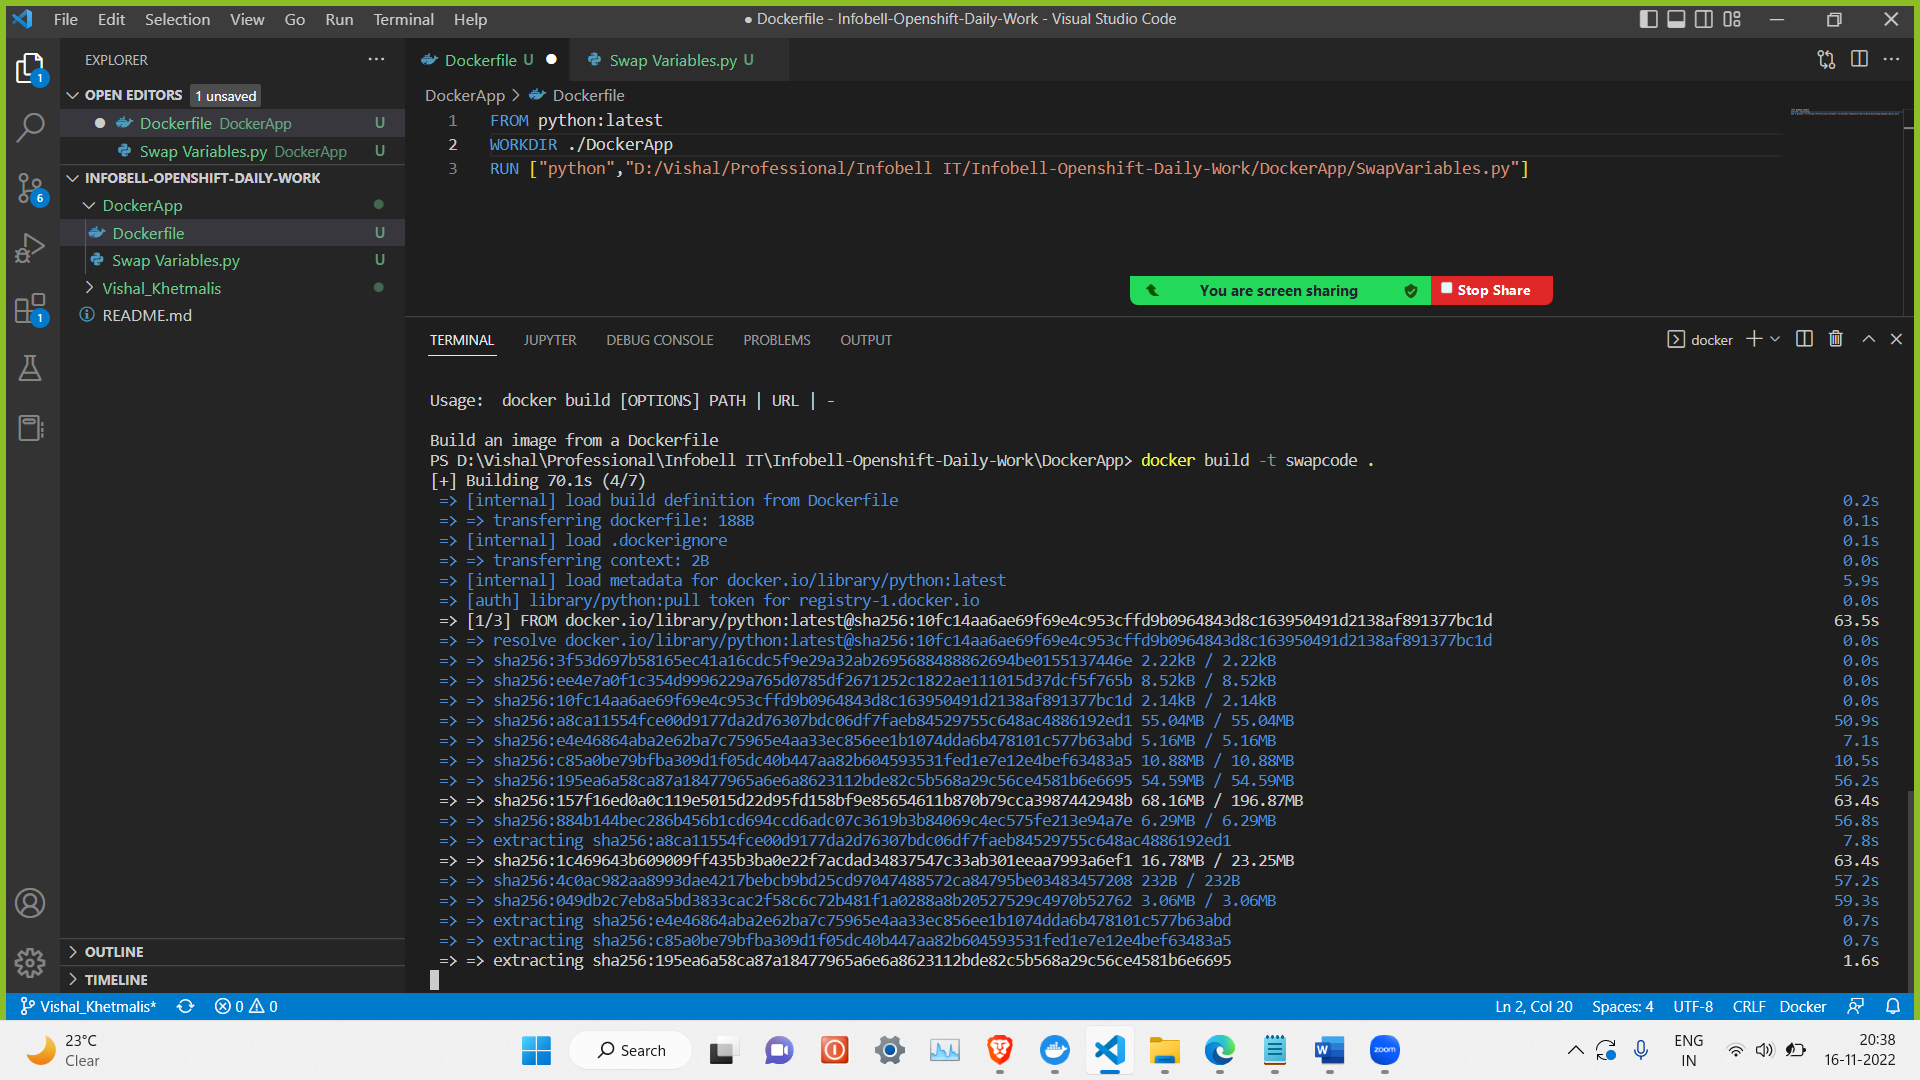 File Edit Selection View Go Run Terminal Help
● Dockerfile - Infobell-Openshift-Daily-Work - Visual Studio Code
EXPLORER
OPEN EDITORS 1 unsaved
Dockerfile DockerApp U
Swap Variables.py DockerApp U
INFOBELL-OPENSHIFT-DAILY-WORK
DockerApp
Dockerfile U
Swap Variables.py U
Vishal_Khetmalis
README.md
OUTLINE
TIMELINE
1
6
1
Dockerfile U
Swap Variables.py U
DockerApp > Dockerfile
1 FROM python:latest
2 WORKDIR ./DockerApp
3 RUN ["python","D:/Vishal/Professional/Infobell IT/Infobell-Openshift-Daily-Work/DockerApp/SwapVariables.py"]
You are screen sharing
Stop Share
TERMINAL JUPYTER DEBUG CONSOLE PROBLEMS OUTPUT
docker
Usage:  docker build [OPTIONS] PATH | URL | -
Build an image from a Dockerfile
PS D:\Vishal\Professional\Infobell IT\Infobell-Openshift-Daily-Work\DockerApp> docker build -t swapcode .
[+] Building 70.1s (4/7)
=> [internal] load build definition from Dockerfile 0.2s
=> => transferring dockerfile: 188B 0.1s
=> [internal] load .dockerignore 0.1s
=> => transferring context: 2B 0.0s
=> [internal] load metadata for docker.io/library/python:latest 5.9s
=> [auth] library/python:pull token for registry-1.docker.io 0.0s
=> [1/3] FROM docker.io/library/python:latest@sha256:10fc14aa6ae69f69e4c953cffd9b0964843d8c163950491d2138af891377bc1d 63.5s
=> => resolve docker.io/library/python:latest@sha256:10fc14aa6ae69f69e4c953cffd9b0964843d8c163950491d2138af891377bc1d 0.0s
=> => sha256:3f53d697b58165ec41a16cdc5f9e29a32ab2695688488862694be0155137446e 2.22kB / 2.22kB 0.0s
=> => sha256:ee4e7a0f1c354d9996229a765d0785df2671252c1822ae111015d37dcf5f765b 8.52kB / 8.52kB 0.0s
=> => sha256:10fc14aa6ae69f69e4c953cffd9b0964843d8c163950491d2138af891377bc1d 2.14kB / 2.14kB 0.0s
=> => sha256:a8ca11554fce00d9177da2d76307bdc06df7faeb84529755c648ac4886192ed1 55.04MB / 55.04MB 50.9s
=> => sha256:e4e46864aba2e62ba7c75965e4aa33ec856ee1b1074dda6b478101c577b63abd 5.16MB / 5.16MB 7.1s
=> => sha256:c85a0be79bfba309d1f05dc40b447aa82b604593531fed1e7e12e4bef63483a5 10.88MB / 10.88MB 10.5s
=> => sha256:195ea6a58ca87a18477965a6e6a8623112bde82c5b568a29c56ce4581b6e6695 54.59MB / 54.59MB 56.2s
=> => sha256:157f16ed0a0c119e5015d22d95fd158bf9e85654611b870b79cca3987442948b 68.16MB / 196.87MB 63.4s
=> => sha256:884b144bec286b456b1cd694ccd6adc07c3619b3b84069c4ec575fe213e94a7e 6.29MB / 6.29MB 56.8s
=> => extracting sha256:a8ca11554fce00d9177da2d76307bdc06df7faeb84529755c648ac4886192ed1 7.8s
=> => sha256:1c469643b609009ff435b3ba0e22f7acdad34837547c33ab301eeaa7993a6ef1 16.78MB / 23.25MB 63.4s
=> => sha256:4c0ac982aa8993dae4217bebcb9bd25cd97047488572ca84795be03483457208 232B / 232B 57.2s
=> => sha256:049db2c7eb8a5bd3833cac2f58c6c72b481f1a0288a8b20527529c4970b52762 3.06MB / 3.06MB 59.3s
=> => extracting sha256:e4e46864aba2e62ba7c75965e4aa33ec856ee1b1074dda6b478101c577b63abd 0.7s
=> => extracting sha256:c85a0be79bfba309d1f05dc40b447aa82b604593531fed1e7e12e4bef63483a5 0.7s
=> => extracting sha256:195ea6a58ca87a18477965a6e6a8623112bde82c5b568a29c56ce4581b6e6695 1.6s
Vishal_Khetmalis* 0 0 Ln 2, Col 20 Spaces: 4 UTF-8 CRLF Docker
23°C
Clear
Search
zoom
ENG
IN
20:38
16-11-2022